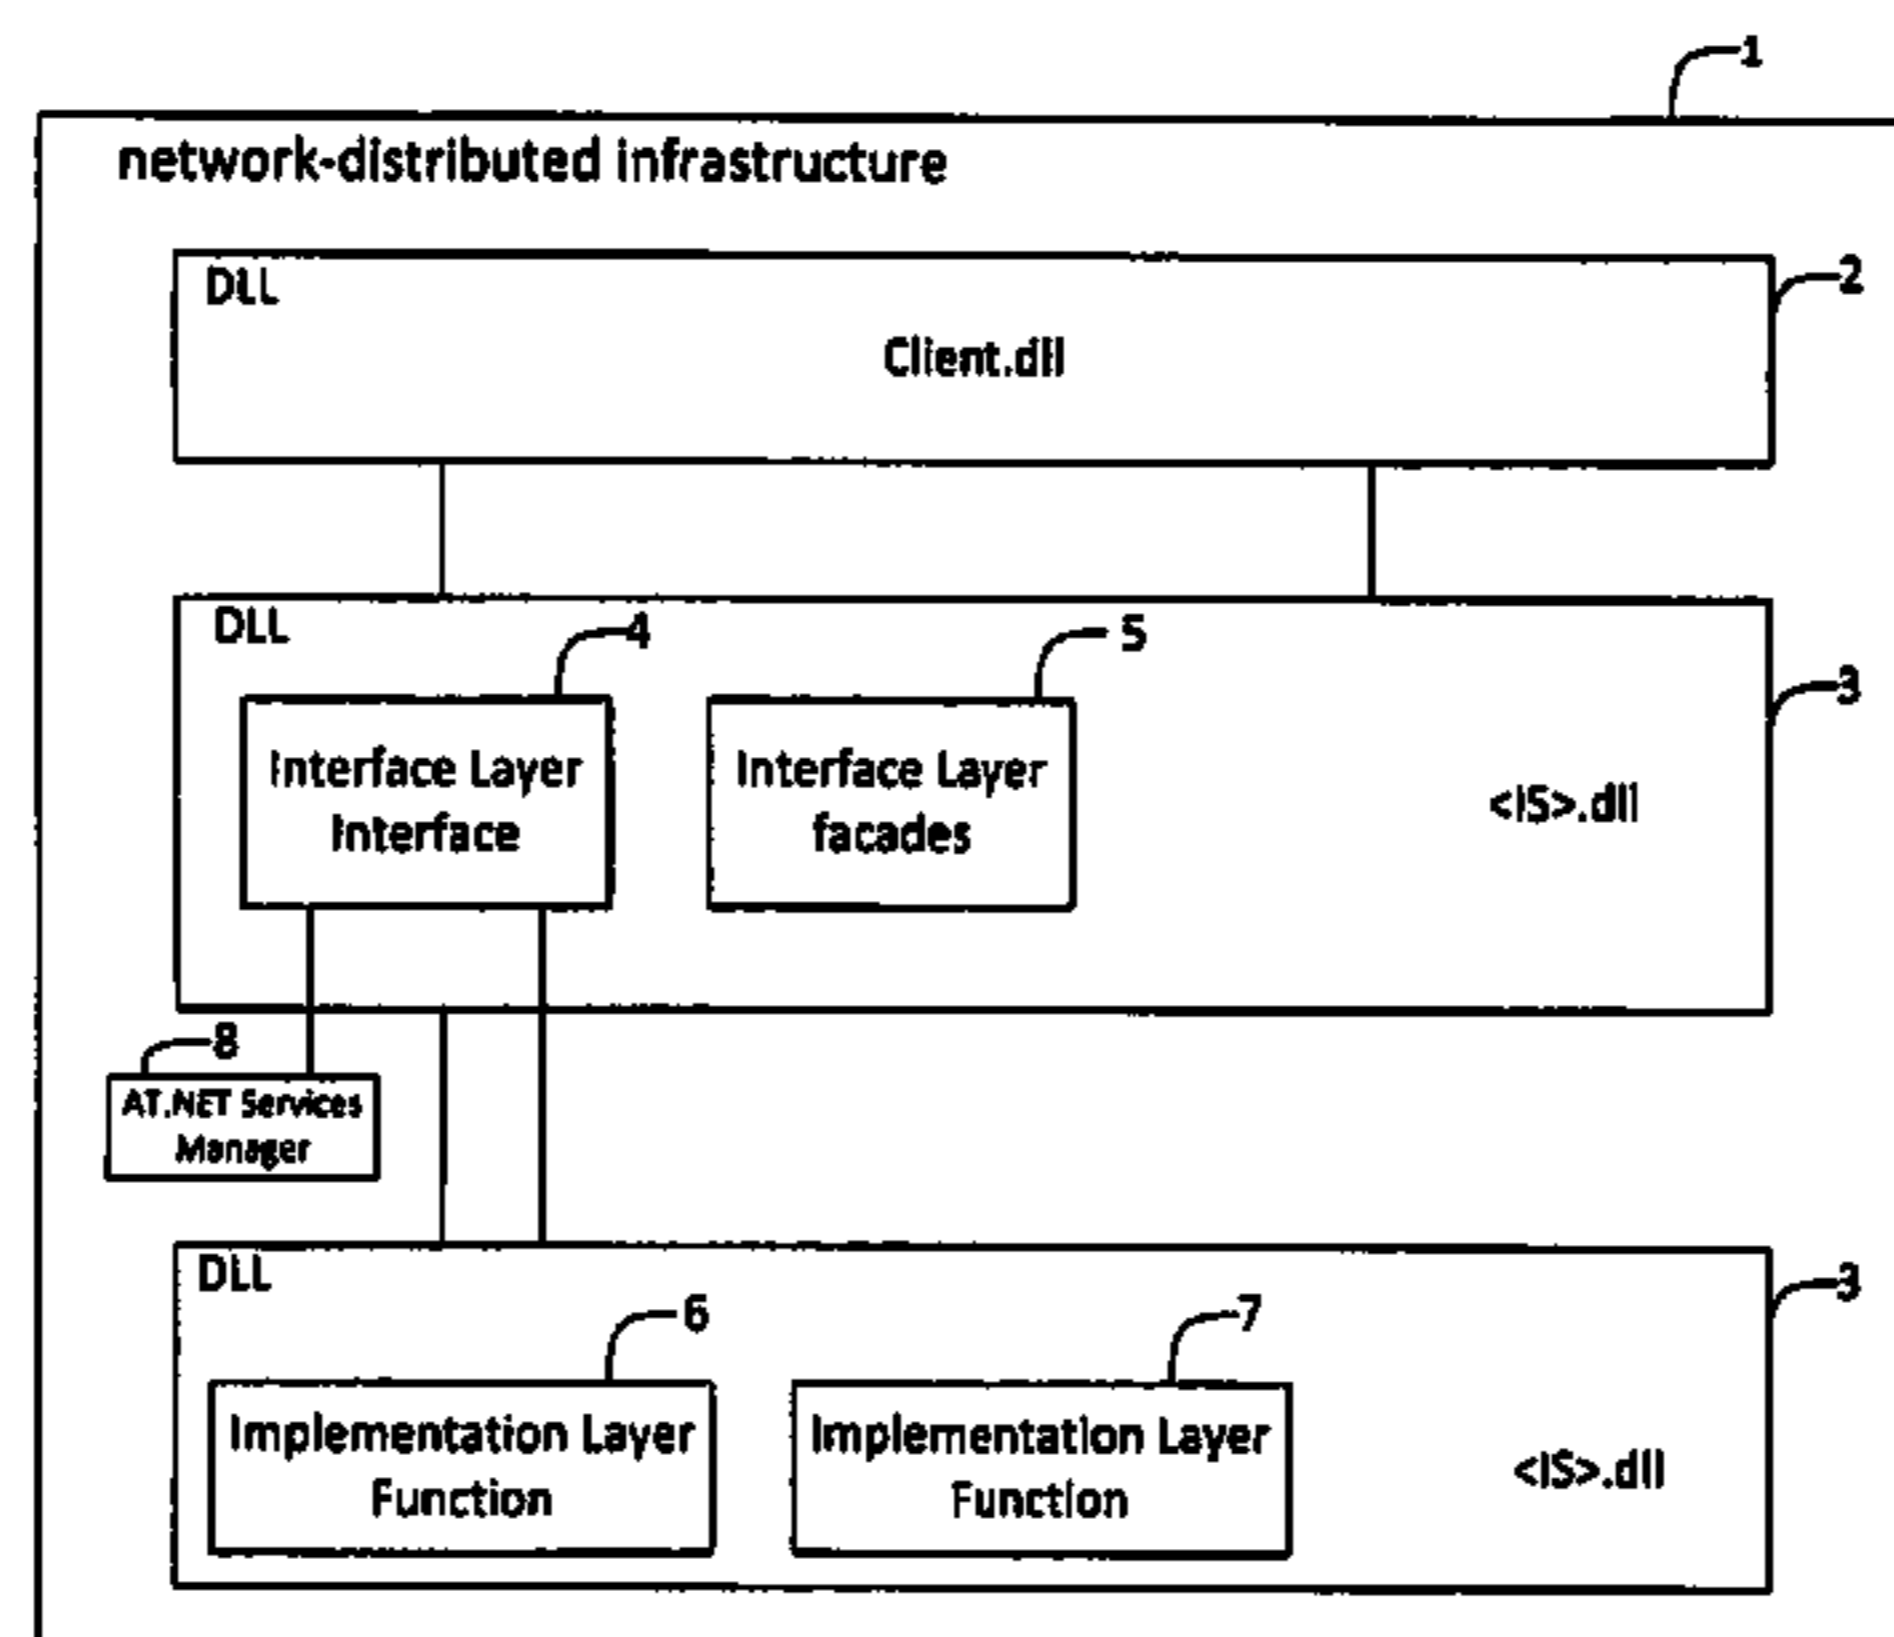 1
network-distributed infrastructure
DLL
2
Client.dll
DLL
4
5
3
Interface Layer
Interface
Interface Layer
facades
<IS>.dll
8
AT.NET Services
Manager
DLL
3
6
7
Implementation Layer
Function
Implementation Layer
Function
<IS>.dll